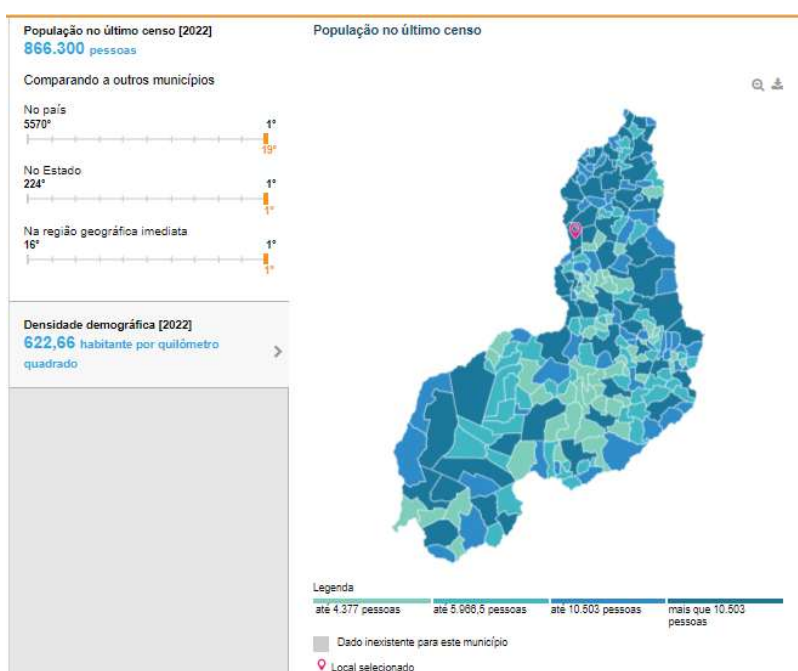 População no último censo [2022]
866.300 pessoas
Comparando a outros municípios
No país
5570° 1°
19°
No Estado
224° 1°
1°
Na região geográfica imediata
16° 1°
1°
Densidade demográfica [2022]
622,66 habitante por quilômetro
quadrado
População no último censo
Legenda
até 4.377 pessoas
até 5.966,5 pessoas
até 10.503 pessoas
mais que 10.503
pessoas
Dado inexistente para este município
Local selecionado